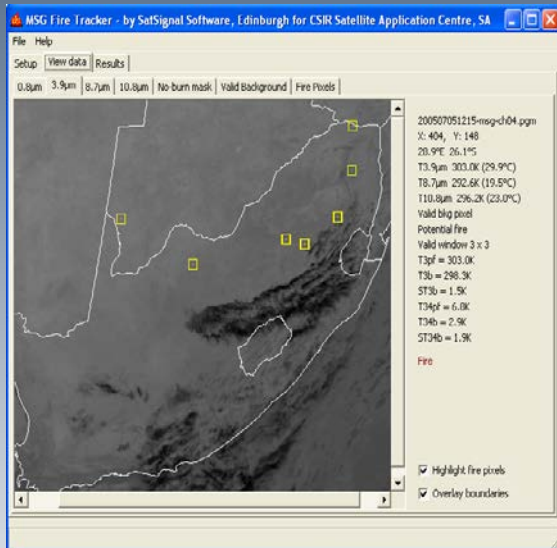 MSG Fire Tracker - by SatSignal Software, Edinburgh for CSIR Satellite Application Centre, SA
File Help
Setup View data Results
0.8µm 3.9µm 8.7µm 10.8µm No-burn mask Valid Background Fire Pixels
200507051215-msg-ch04.pgm
X: 404, Y: 148
28.9°E 26.1°S
T3.9µm 303.0K (29.9°C)
T8.7µm 292.6K (19.5°C)
T10.8µm 296.2K (23.0°C)
Valid bkg pixel
Potential fire
Valid window 3 x 3
T3pf = 303.0K
T3b = 298.3K
ST3b = 1.5K
T34pf = 6.8K
T34b = 2.9K
ST34b = 1.9K
Fire
Highlight fire pixels
Overlay boundaries